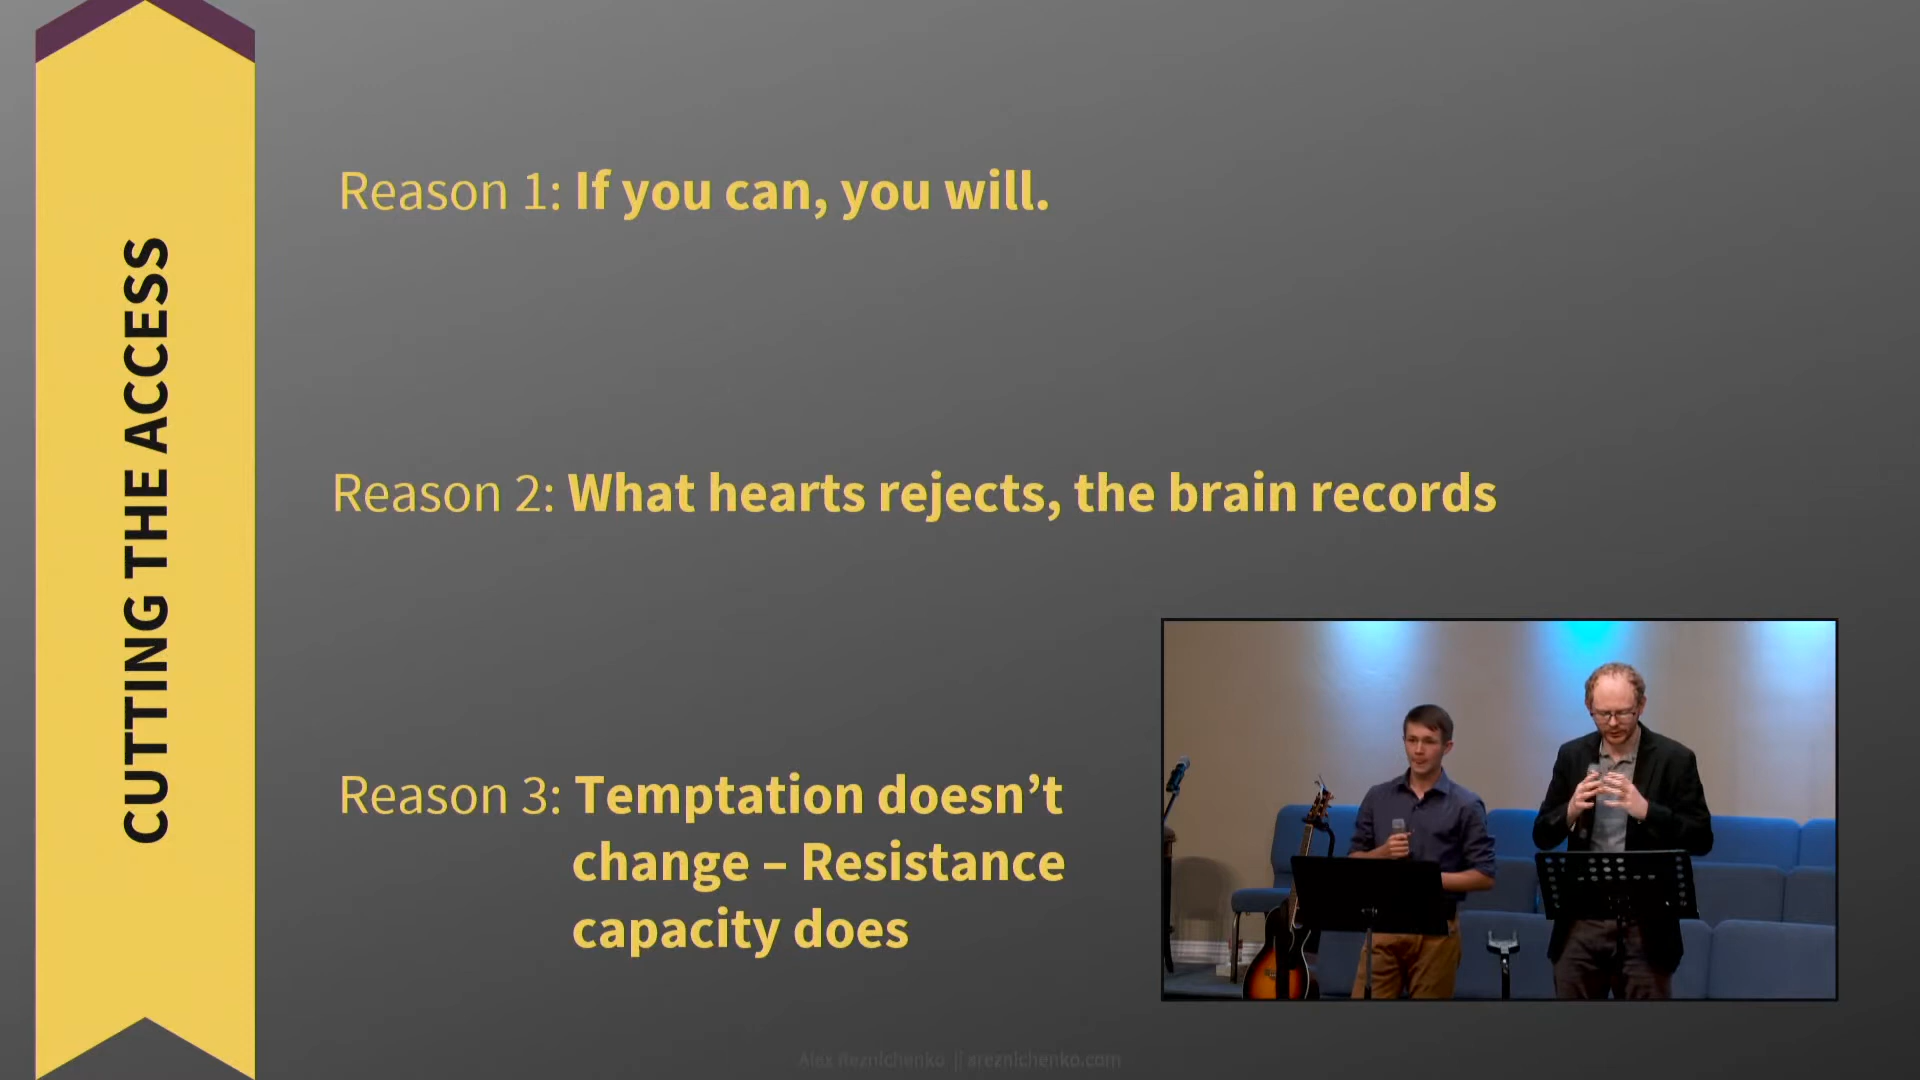 CUTTING THE ACCESS
Reason 1: If you can, you will.
Reason 2: What hearts rejects, the brain records
Reason 3: Temptation doesn’t
change – Resistance
capacity does
Alex Reznichenko || areznichenko.com